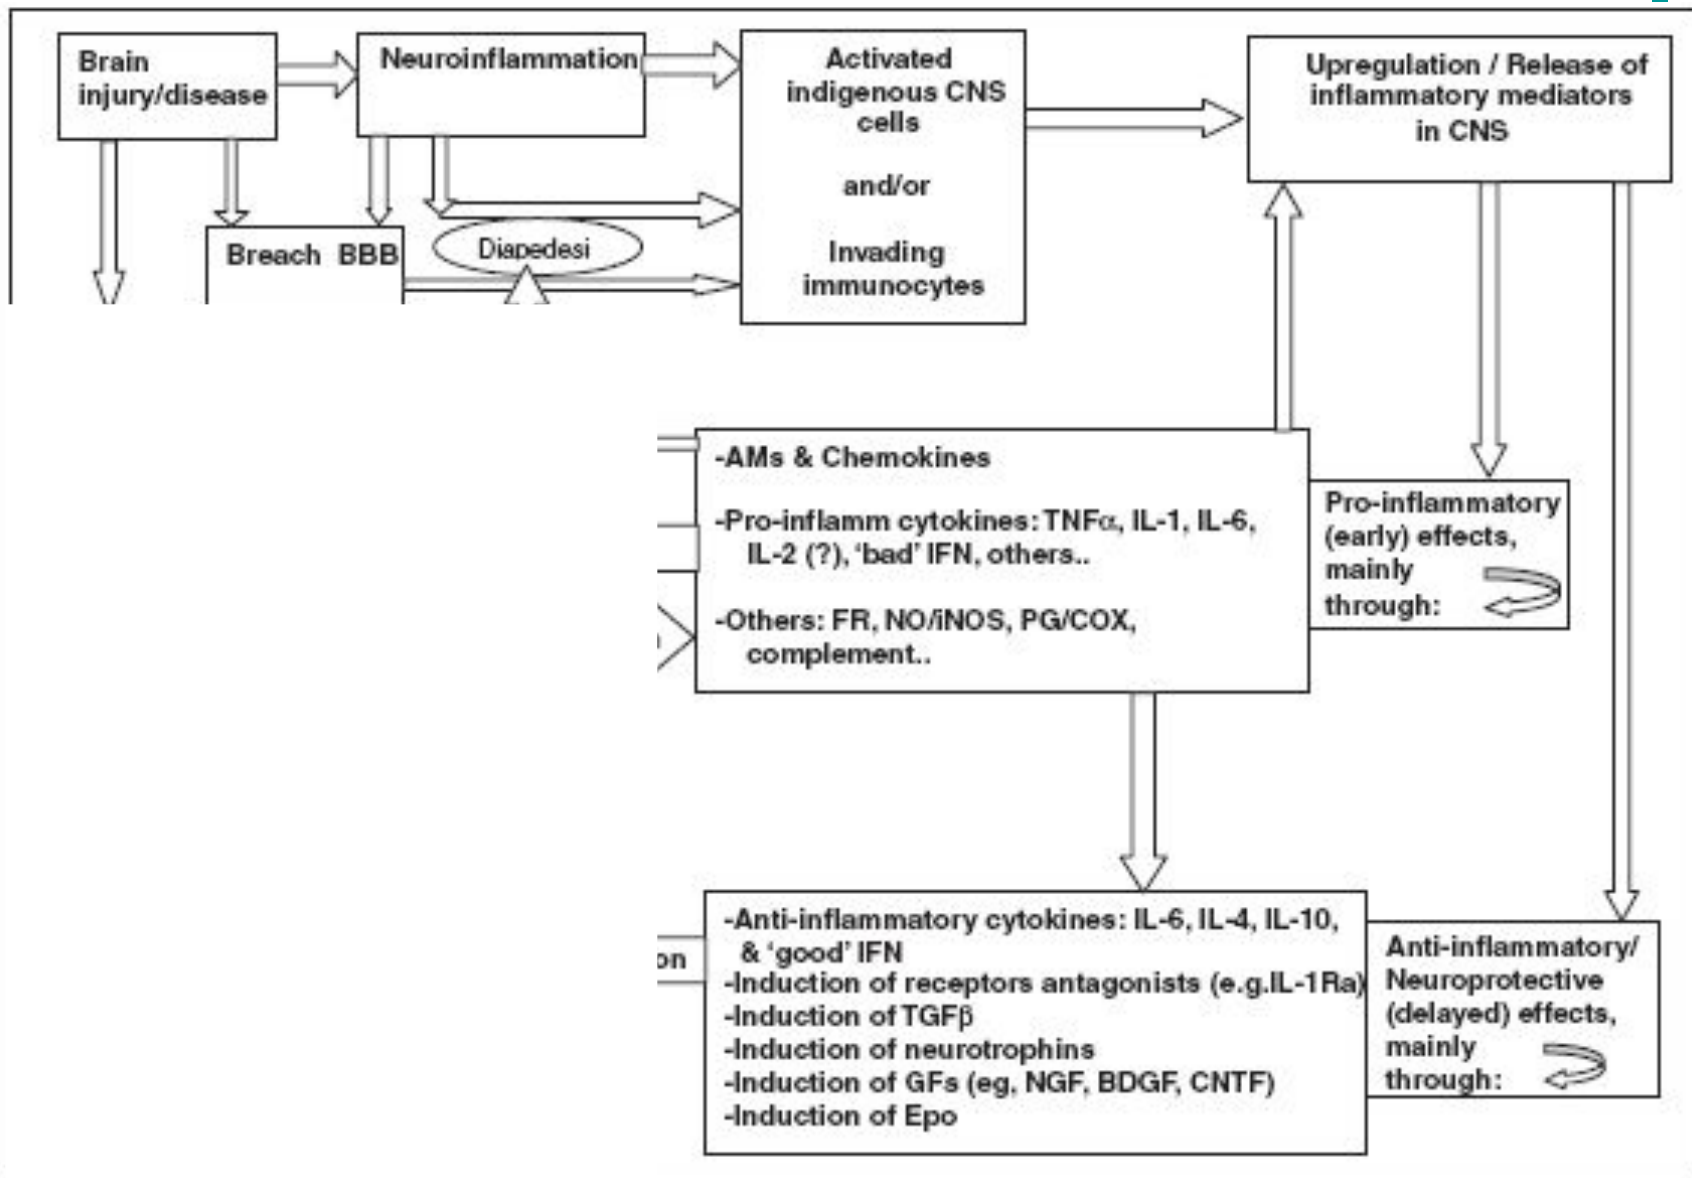 Brain
injury/disease
Neuroinflammation
Activated
indigenous CNS
cells
and/or
Invading
immunocytes
Upregulation / Release of
inflammatory mediators
in CNS
Breach BBB
Diapedesi
-AMs & Chemokines
-Pro-inflamm cytokines: TNFα, IL-1, IL-6,
IL-2 (?), ‘bad’ IFN, others..
-Others: FR, NO/iNOS, PG/COX,
complement..
Pro-inflammatory
(early) effects,
mainly
through:
on
-Anti-inflammatory cytokines: IL-6, IL-4, IL-10,
& ‘good’ IFN
-Induction of receptors antagonists (e.g.IL-1Ra)
-Induction of TGFβ
-Induction of neurotrophins
-Induction of GFs (eg, NGF, BDGF, CNTF)
-Induction of Epo
Anti-inflammatory/
Neuroprotective
(delayed) effects,
mainly
through: